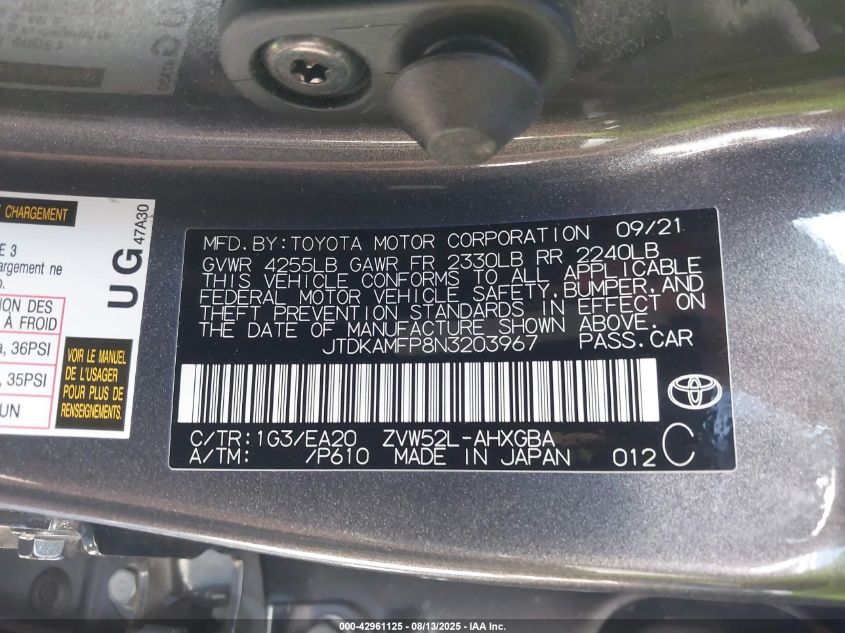 CHARGEMENT
E 3
argement ne
ION DES
À FROID
a, 36PSI
, 35PSI
UN
VOIR LE MANUEL
DE L'USAGER
POUR PLUS DE
RENSEIGNEMENTS.
UG
47A30
MFD.BY:TOYOTA MOTOR CORPORATION 09/21
GVWR 4255LB GAWR FR 2330LB RR 2240LB
THIS VEHICLE CONFORMS TO ALL APPLICABLE
FEDERAL MOTOR VEHICLE SAFETY,BUMPER,AND
THEFT PREVENTION STANDARDS IN EFFECT ON
THE DATE OF MANUFACTURE SHOWN ABOVE.
JTDKAMFP8N3203967 PASS.CAR
C/TR:1G3/EA20 ZVW52L-AHXGBA
A/TM: /P610 MADE IN JAPAN 012 C
000-42961125 - 08/13/2025 - IAA Inc.